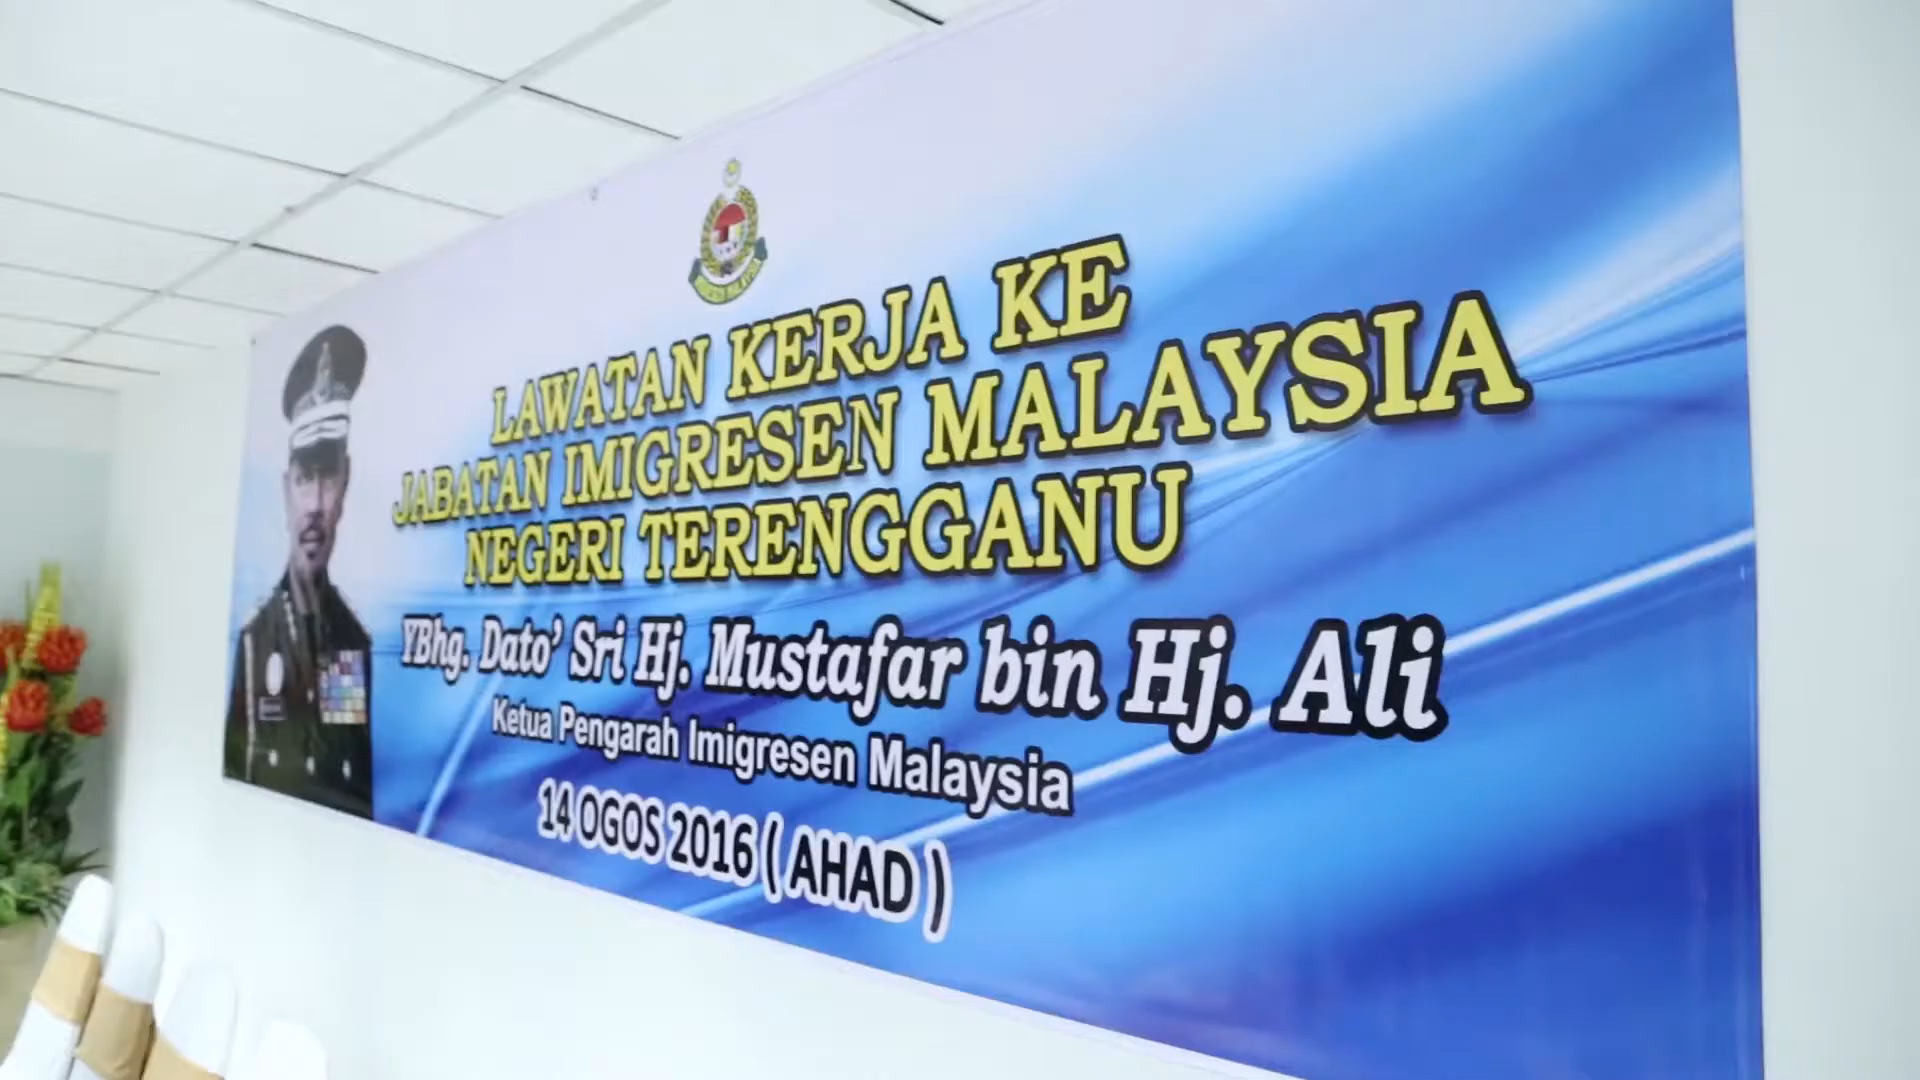 LAWATAN KERJA KE
JABATAN IMIGRESEN MALAYSIA
NEGERI TERENGGANU
YBhg. Dato' Sri Hj. Mustafar bin Hj. Ali
Ketua Pengarah Imigresen Malaysia
14 OGOS 2016 ( AHAD )